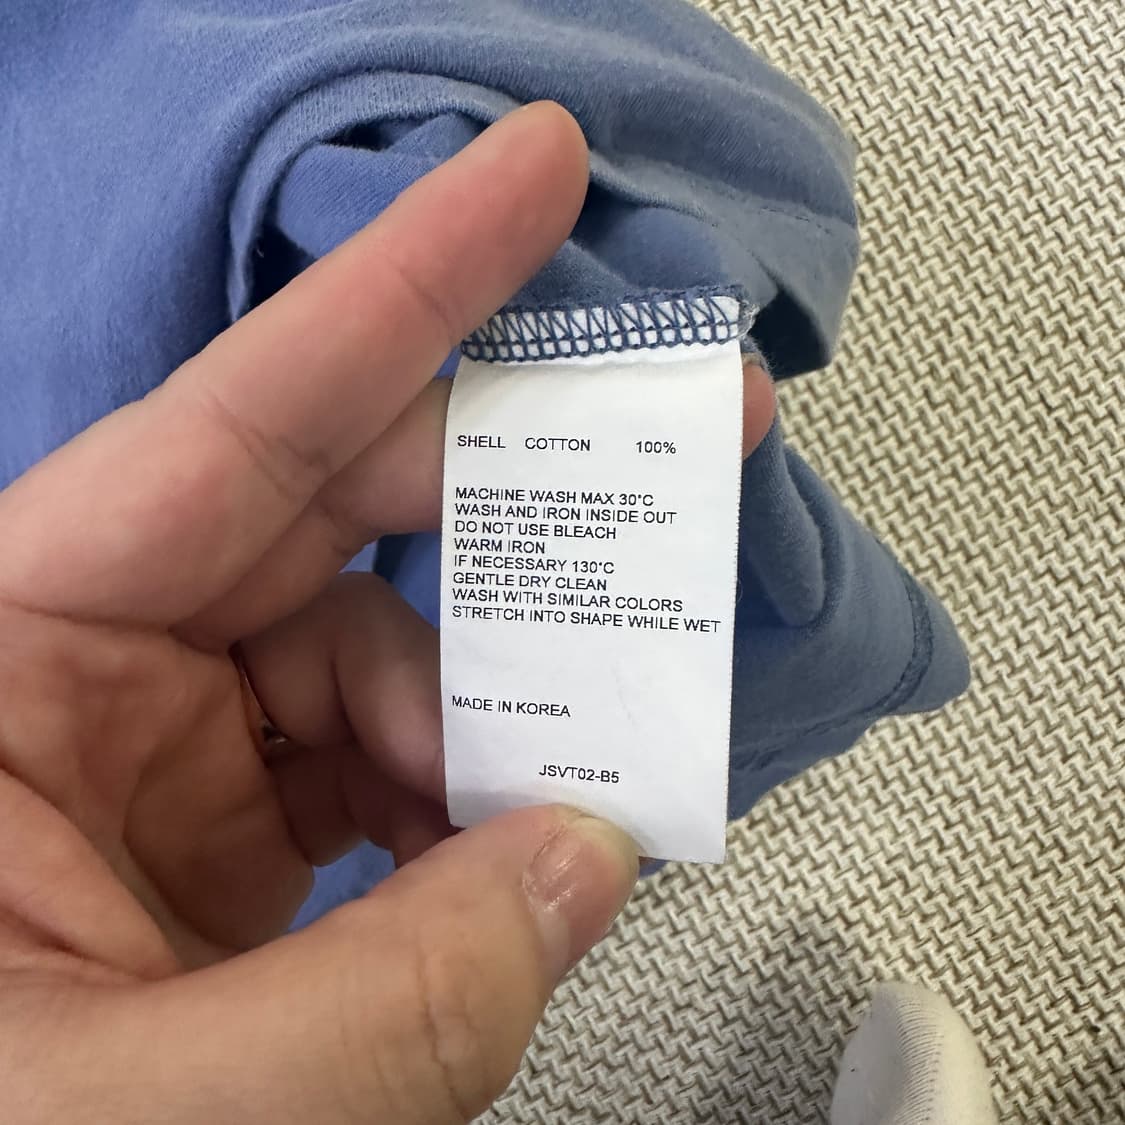 SHELL COTTON 100%
MACHINE WASH MAX 30°C
WASH AND IRON INSIDE OUT
DO NOT USE BLEACH
WARM IRON
IF NECESSARY 130°C
GENTLE DRY CLEAN
WASH WITH SIMILAR COLORS
STRETCH INTO SHAPE WHILE WET
MADE IN KOREA
JSVT02-B5